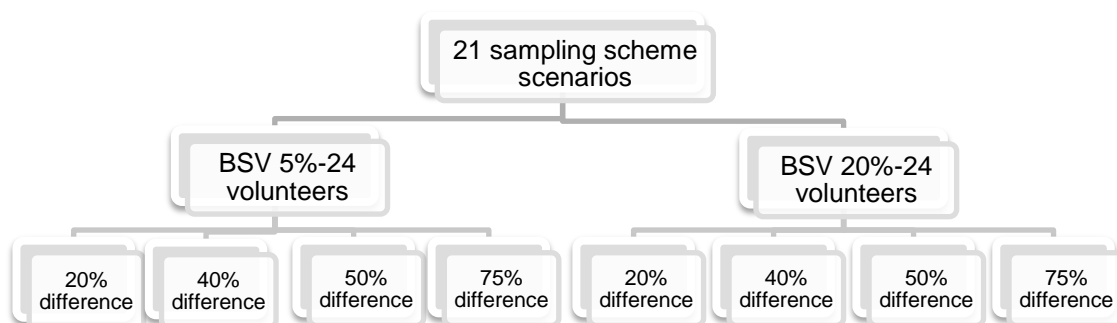 21 sampling scheme
scenarios
BSV 5%-24
volunteers
BSV 20%-24
volunteers
20%
difference
40%
difference
50%
difference
75%
difference
20%
difference
40%
difference
50%
difference
75%
difference